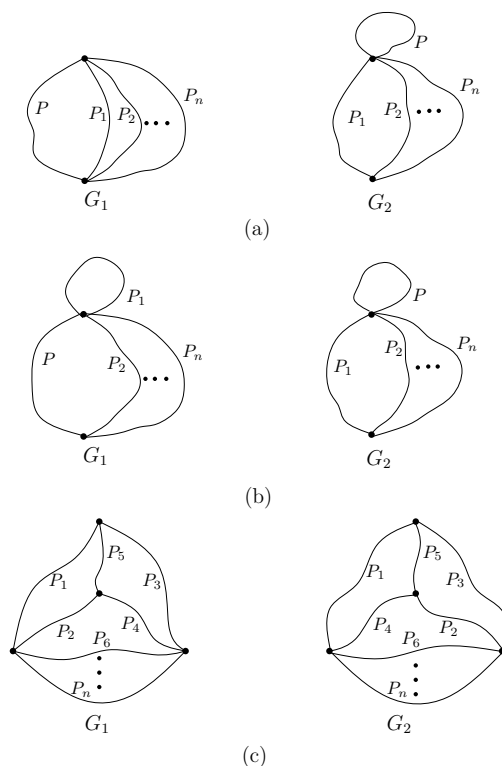 P P₁ P₂ Pₙ
G₁
P P₁ P₂ Pₙ
G₂
(a)
P₁ P P₂ Pₙ
G₁
P P₁ P₂ Pₙ
G₂
(b)
P₅ P₁ P₃ P₂ P₄ P₆ Pₙ
G₁
P₅ P₁ P₃ P₄ P₂ P₆ Pₙ
G₂
(c)